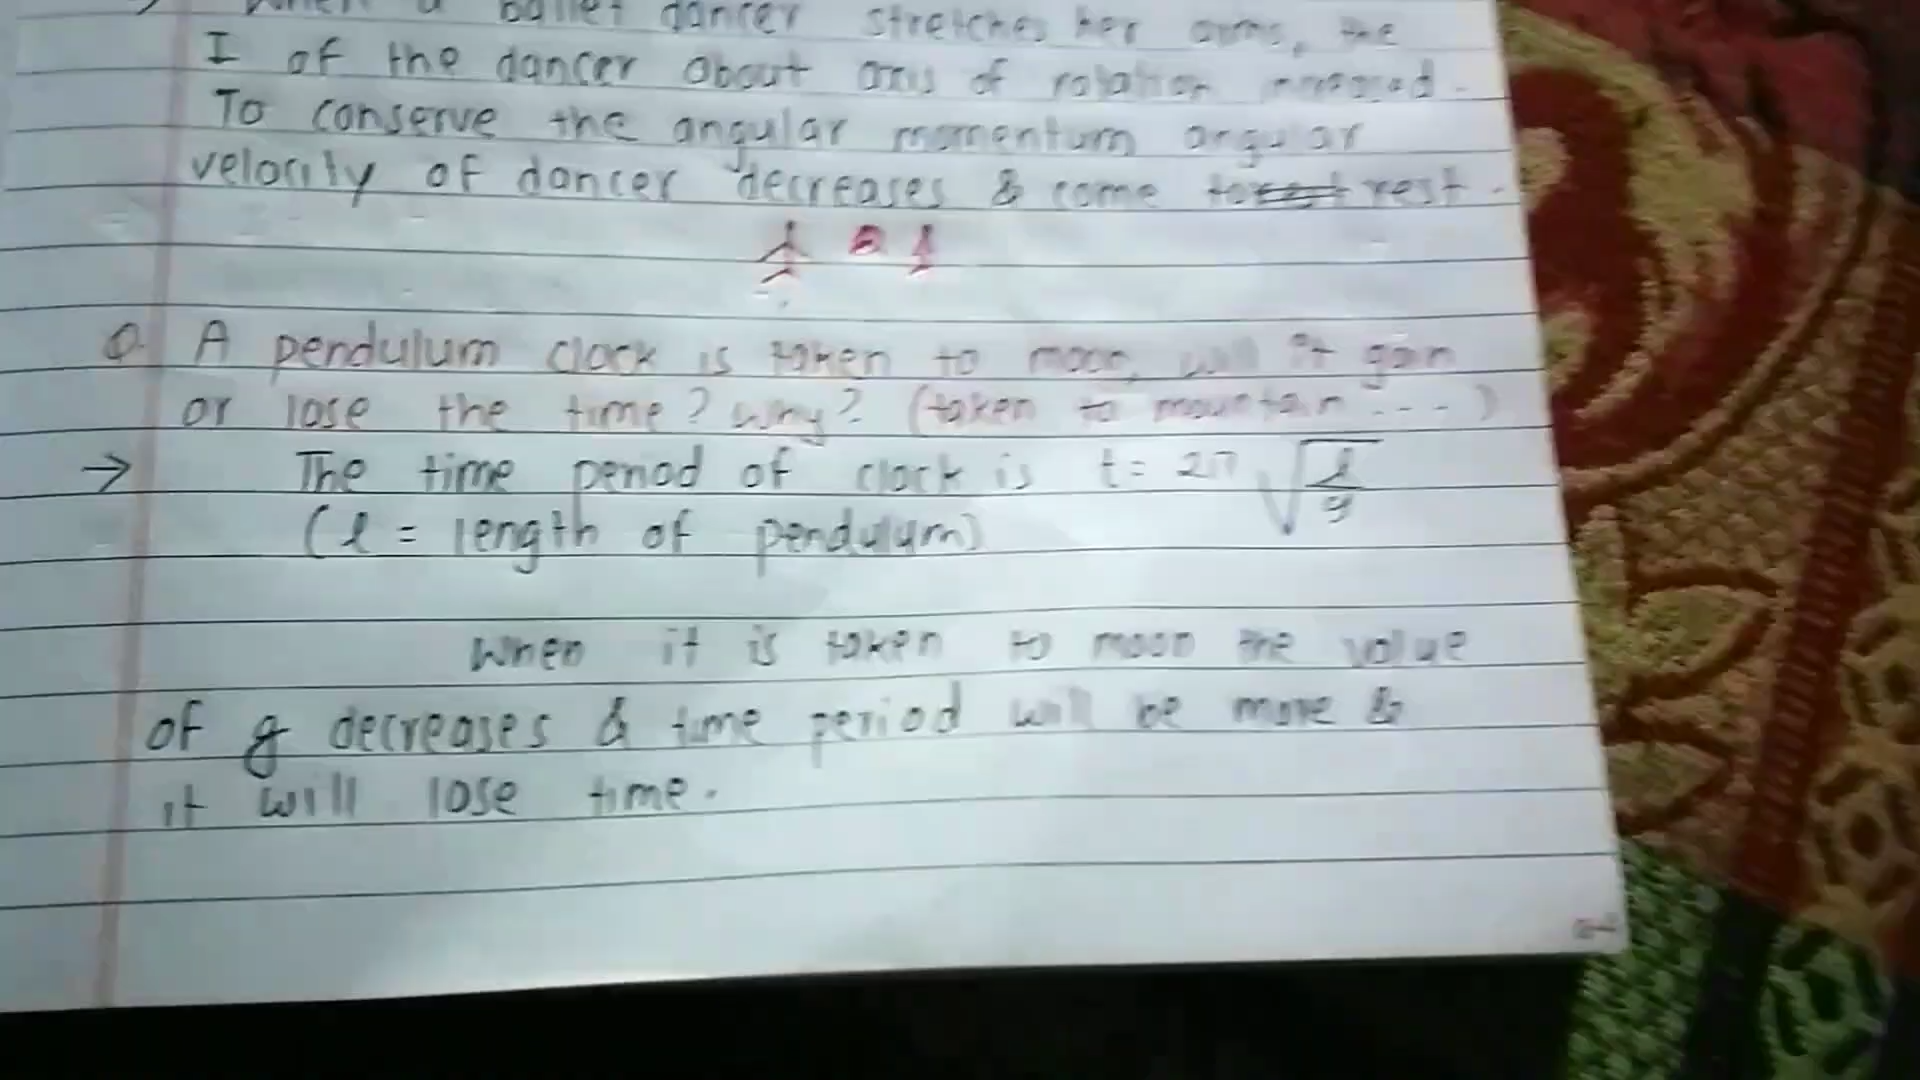 When a ballet dancer stretches her arms, the
I of the dancer about axis of rotation increased.
To conserve the angular momentum angular
velocity of dancer decreases & come to rest.
Q. A pendulum clock is taken to moon, will it gain
or lose the time? Why? (taken to mountain ....)
→ The time period of clock is t = 2π √l/g
(l = length of pendulum)
When it is taken to moon the value
of g decreases & time period will be more &
it will lose time.